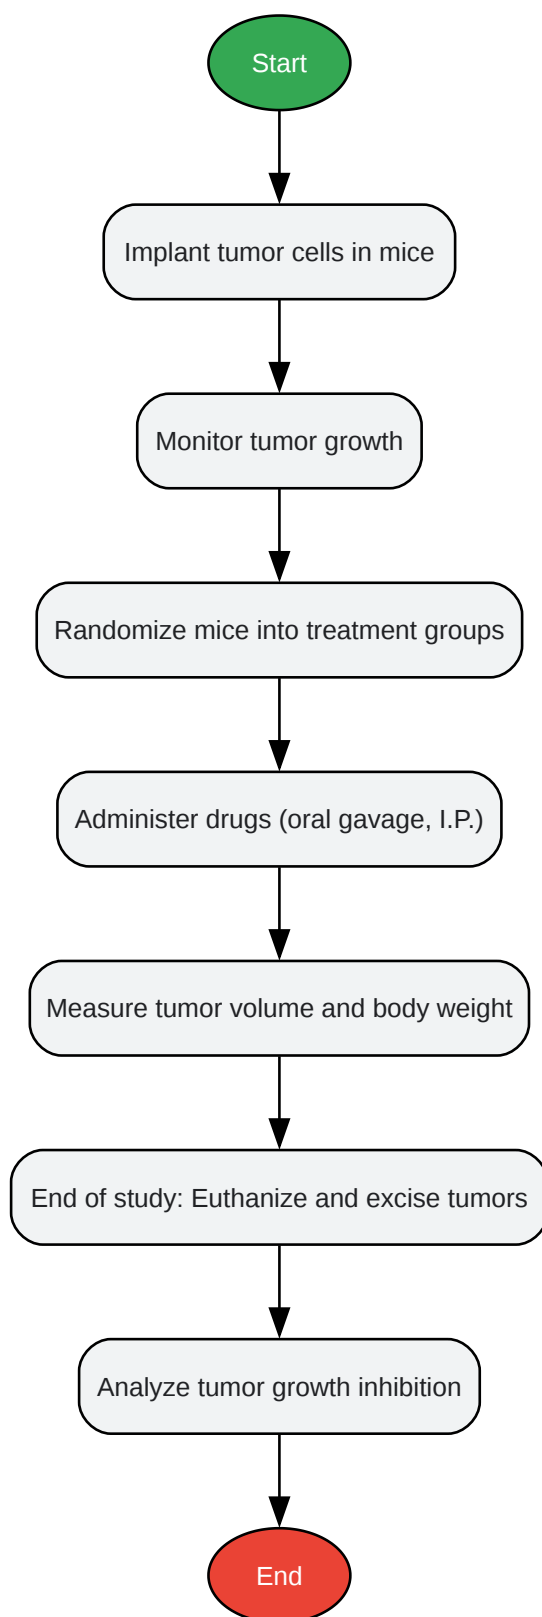 Start
Implant tumor cells in mice
Monitor tumor growth
Randomize mice into treatment groups
Administer drugs (oral gavage, I.P.)
Measure tumor volume and body weight
End of study: Euthanize and excise tumors
Analyze tumor growth inhibition
End